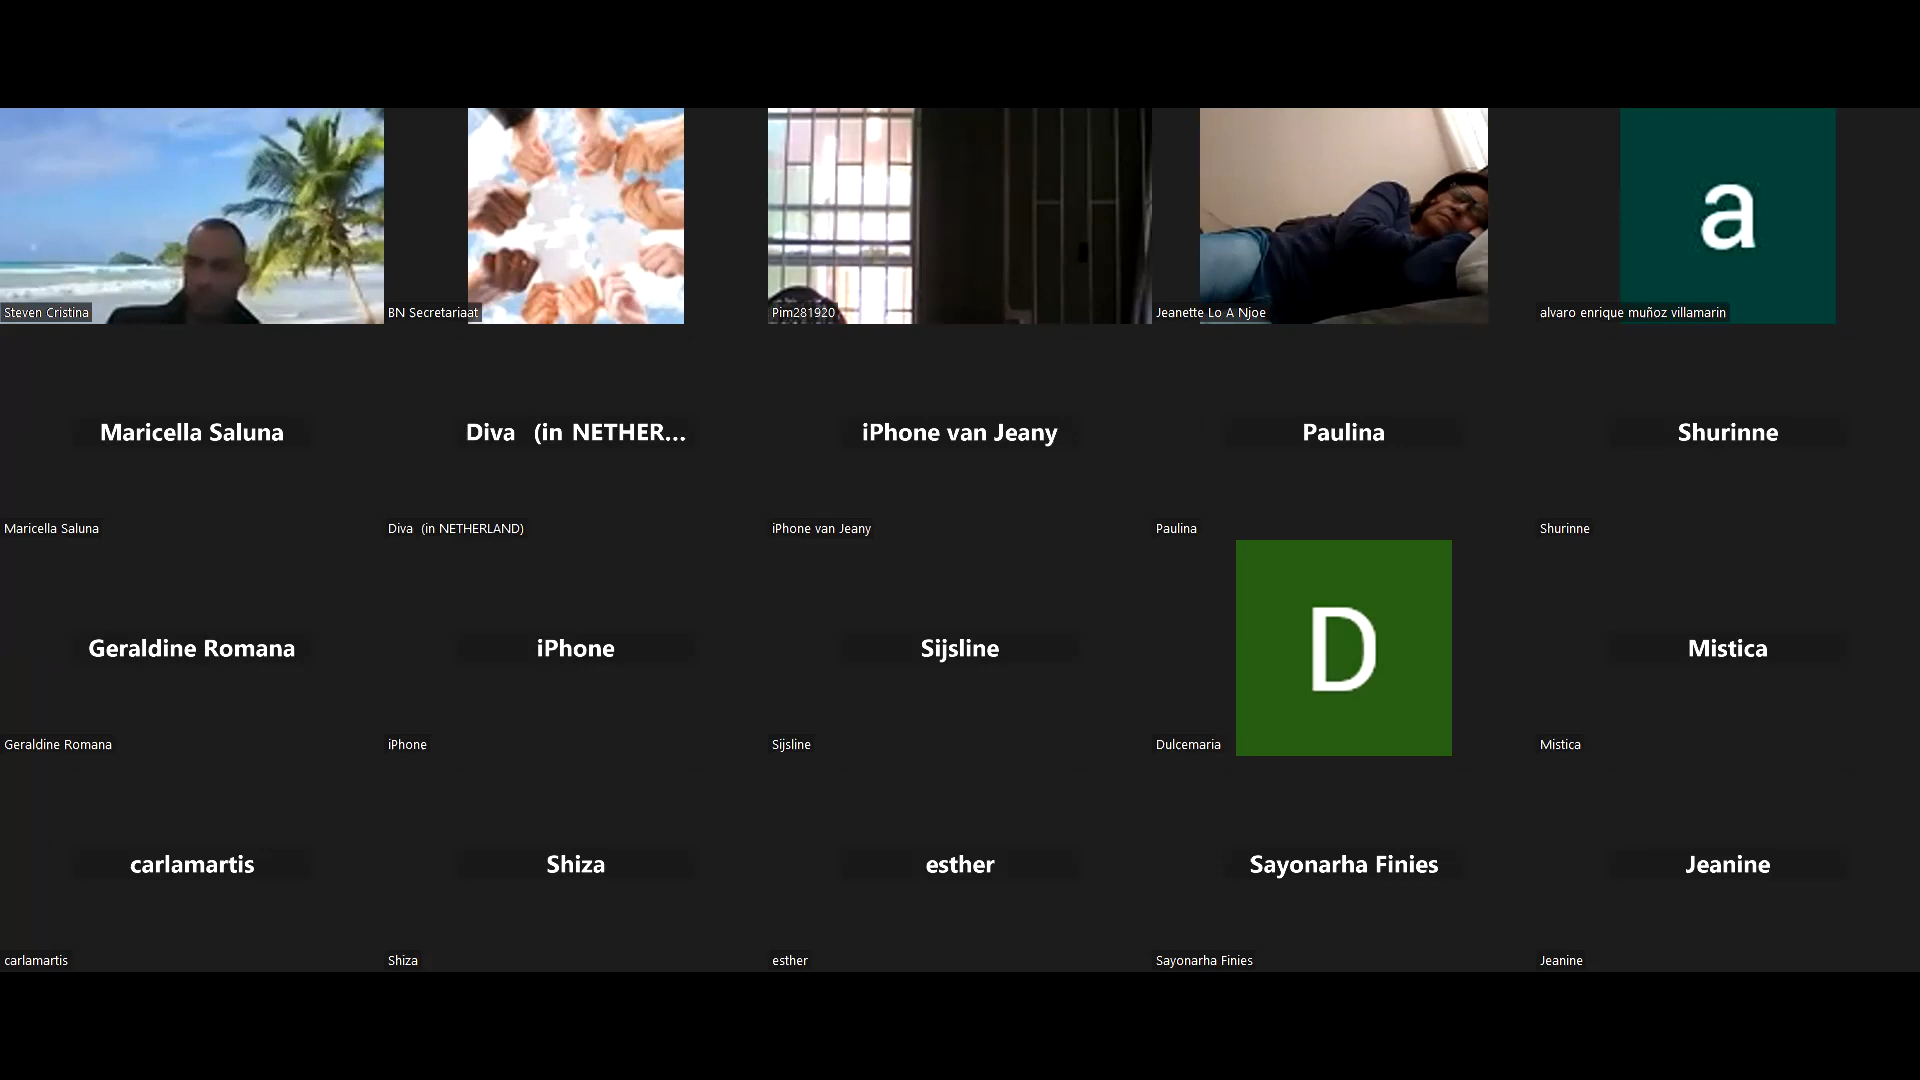 Steven Cristina
BN Secretariaat
Pim281920
Jeanette Lo A Njoe
a
alvaro enrique muñoz villamarin
Maricella Saluna
Maricella Saluna
Diva (in NETHER...
Diva (in NETHERLAND)
iPhone van Jeany
iPhone van Jeany
Paulina
Paulina
Shurinne
Shurinne
Geraldine Romana
Geraldine Romana
iPhone
iPhone
Sijsline
Sijsline
D
Dulcemaria
Mistica
Mistica
carlamartis
carlamartis
Shiza
Shiza
esther
esther
Sayonarha Finies
Sayonarha Finies
Jeanine
Jeanine